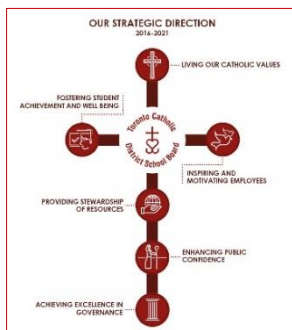 OUR STRATEGIC DIRECTION
2016-2021
LIVING OUR CATHOLIC VALUES
FOSTERING STUDENT
ACHIEVEMENT AND WELL BEING
Toronto Catholic
District School Board
INSPIRING AND
MOTIVATING EMPLOYEES
PROVIDING STEWARDSHIP
OF RESOURCES
ENHANCING PUBLIC
CONFIDENCE
ACHIEVING EXCELLENCE IN
GOVERNANCE